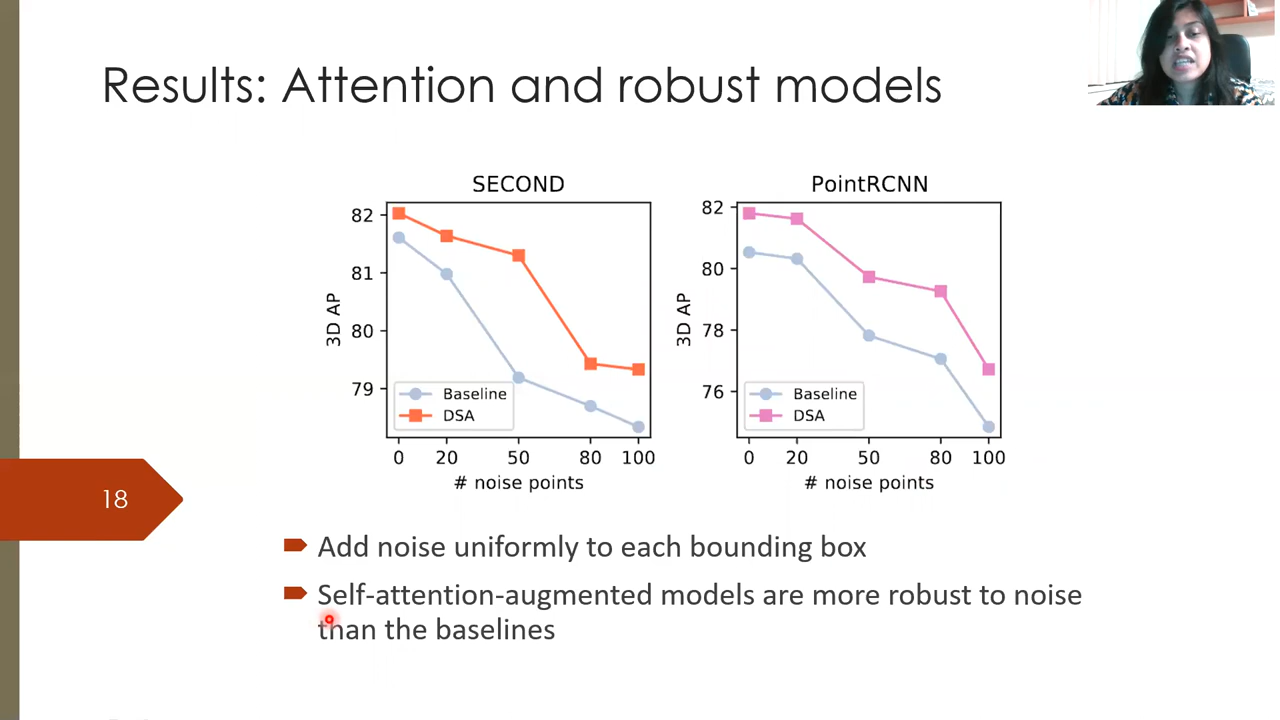 Results: Attention and robust models
SECOND
82
81
80
79
3D AP
Baseline
DSA
0 20 50 80 100
# noise points
PointRCNN
82
80
78
76
3D AP
Baseline
DSA
0 20 50 80 100
# noise points
18
Add noise uniformly to each bounding box
Self-attention-augmented models are more robust to noise
than the baselines